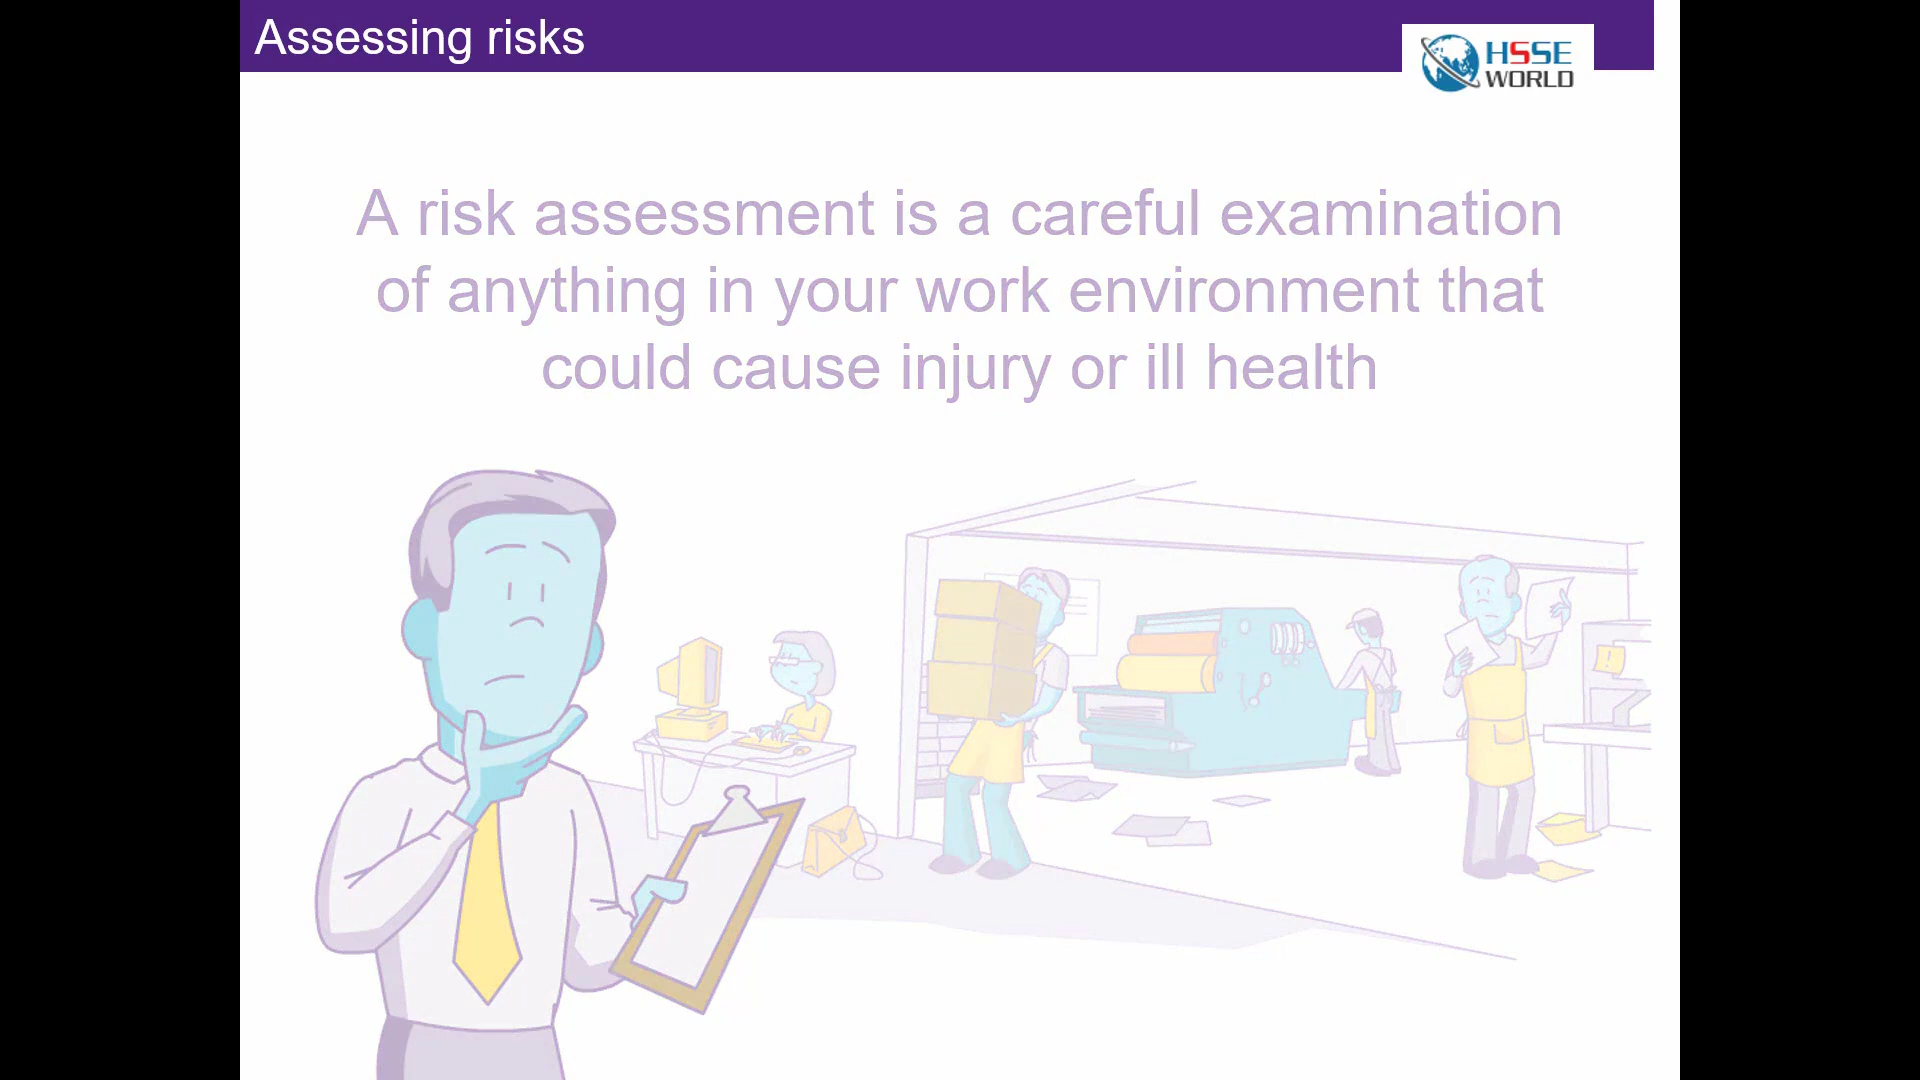 Assessing risks
HSSE
WORLD
A risk assessment is a careful examination
of anything in your work environment that
could cause injury or ill health
!